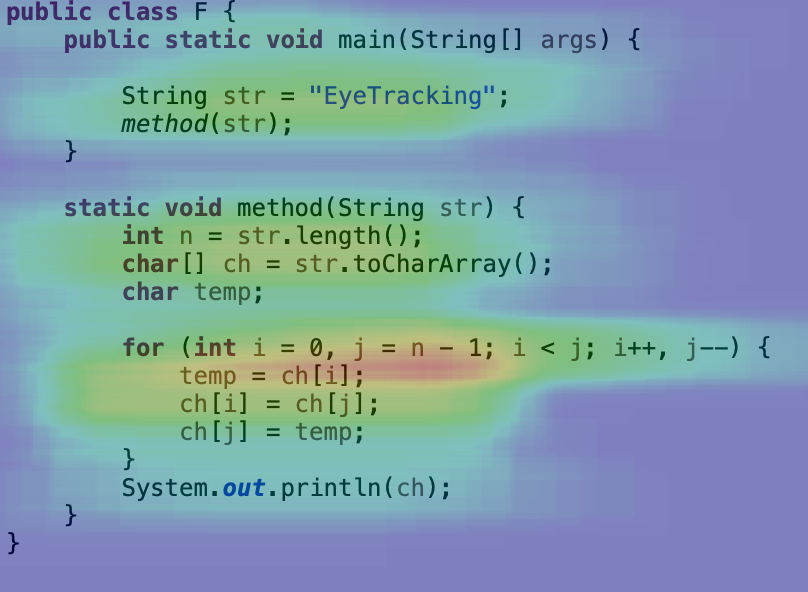 public class F {
    public static void main(String[] args) {

        String str = "EyeTracking";
        method(str);
    }

    static void method(String str) {
        int n = str.length();
        char[] ch = str.toCharArray();
        char temp;

        for (int i = 0, j = n - 1; i < j; i++, j--) {
            temp = ch[i];
            ch[i] = ch[j];
            ch[j] = temp;
        }
        System.out.println(ch);
    }
}